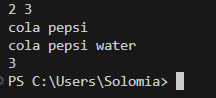 2 3
cola pepsi
cola pepsi water
3
PS C:\Users\Solomia>